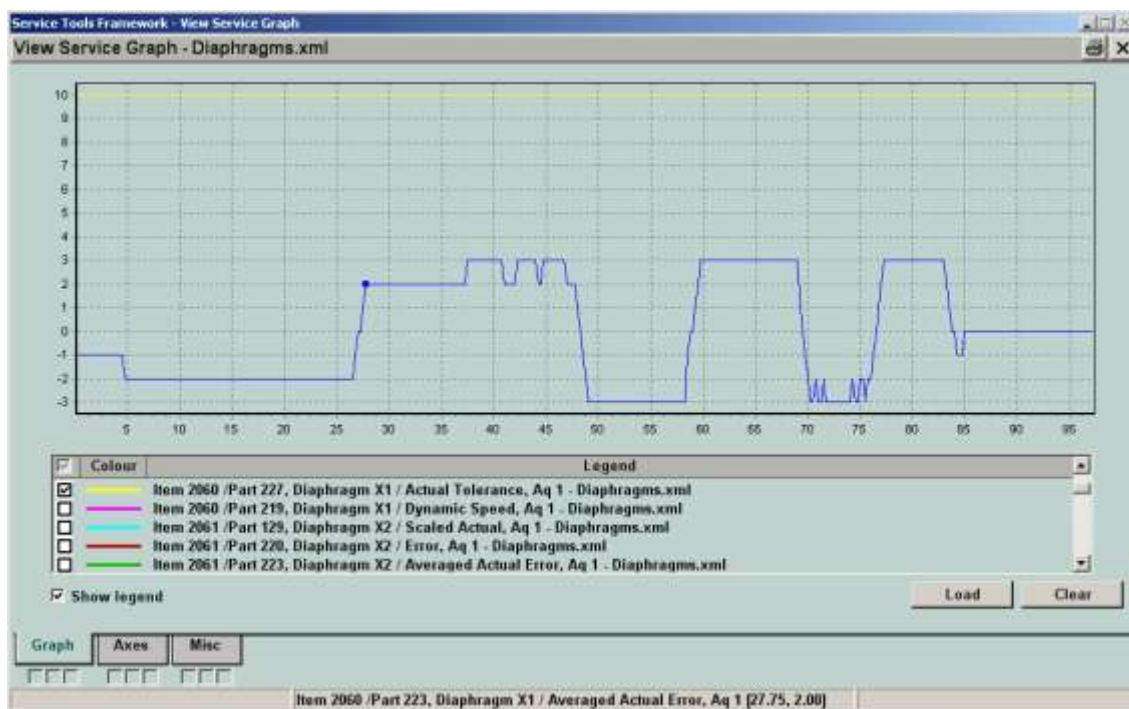 Service Tools Framework - View Service Graph
View Service Graph - Diaphragms.xml
10
9
8
7
6
5
4
3
2
1
0
-1
-2
-3
5 10 15 20 25 30 35 40 45 50 55 60 65 70 75 80 85 90 95
Colour Legend
Item 2060 /Part 227, Diaphragm X1 / Actual Tolerance, Aq 1 - Diaphragms.xml
Item 2060 /Part 219, Diaphragm X1 / Dynamic Speed, Aq 1 - Diaphragms.xml
Item 2061 /Part 129, Diaphragm X2 / Scaled Actual, Aq 1 - Diaphragms.xml
Item 2061 /Part 220, Diaphragm X2 / Error, Aq 1 - Diaphragms.xml
Item 2061 /Part 223, Diaphragm X2 / Averaged Actual Error, Aq 1 - Diaphragms.xml
Show legend Load Clear
Graph Axes Misc
Item 2060 /Part 223, Diaphragm X1 / Averaged Actual Error, Aq 1 [27.75, 2.00]